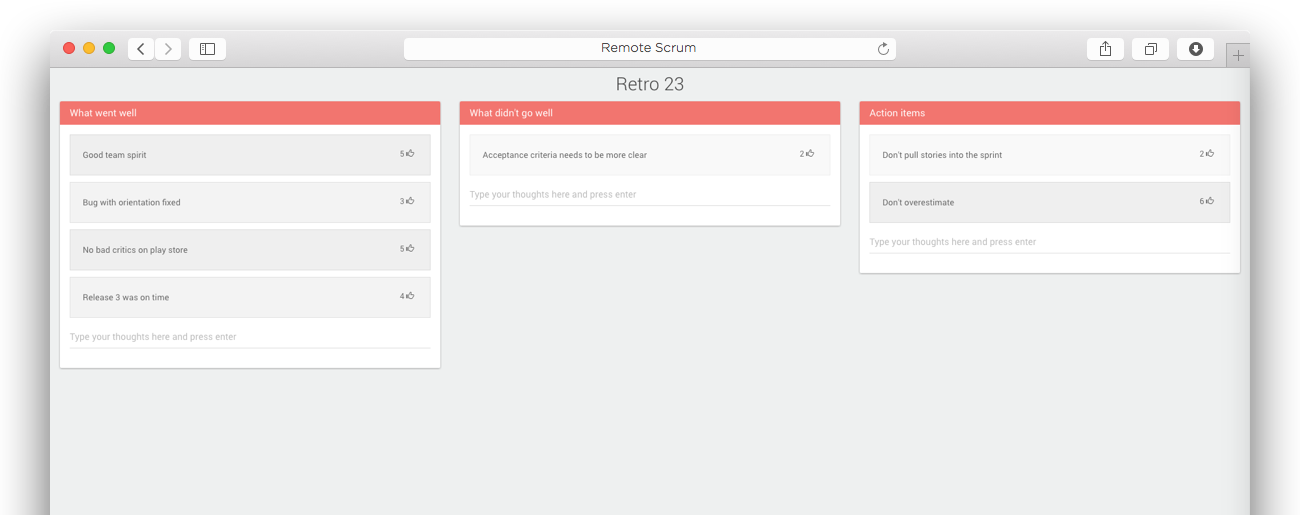 Remote Scrum
Retro 23
What went well
Good team spirit
5
Bug with orientation fixed
3
No bad critics on play store
5
Release 3 was on time
4
Type your thoughts here and press enter
What didn't go well
Acceptance criteria needs to be more clear
2
Type your thoughts here and press enter
Action items
Don't pull stories into the sprint
2
Don't overestimate
6
Type your thoughts here and press enter